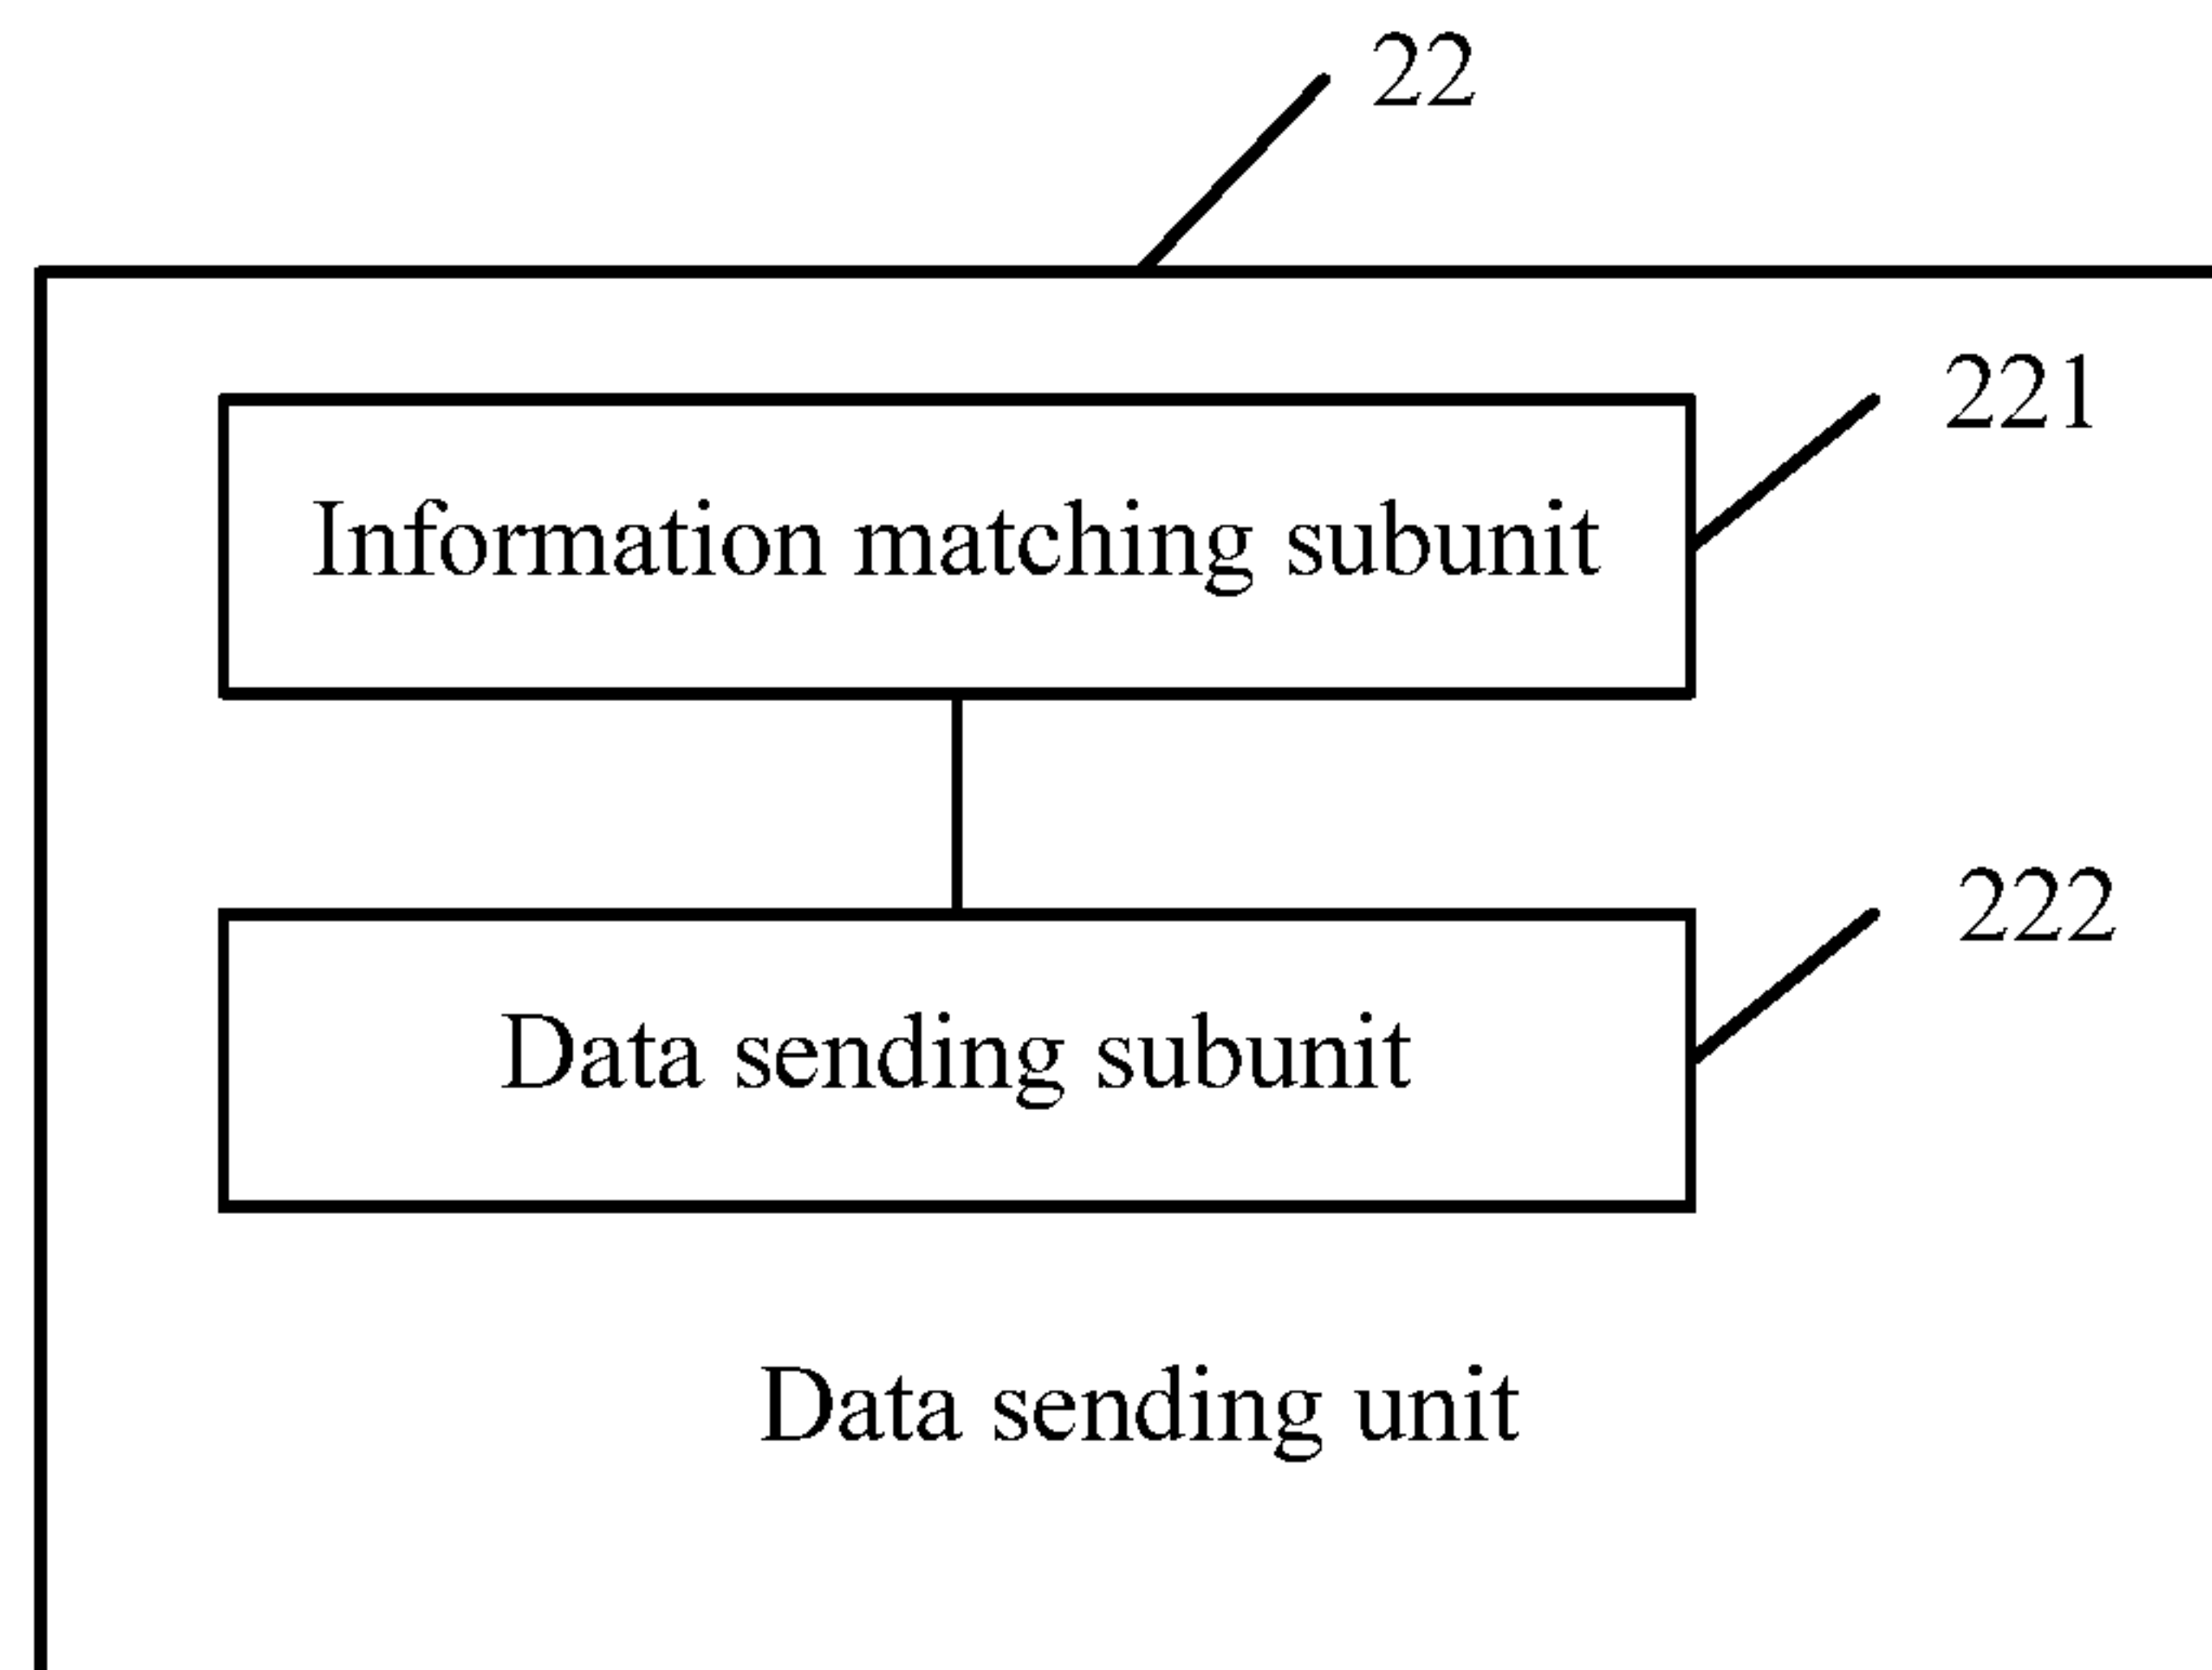 22
221
Information matching subunit
222
Data sending subunit
Data sending unit